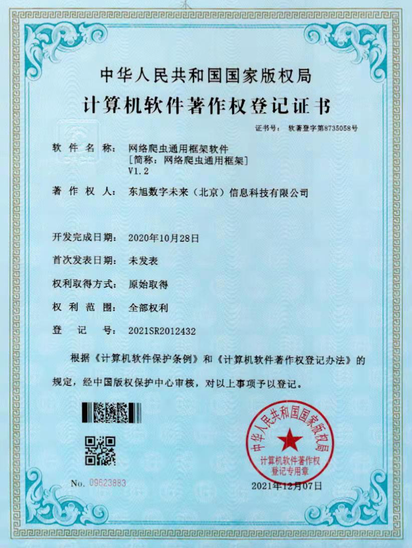 中华人民共和国国家版权局
计算机软件著作权登记证书
证书号： 软著登字第8735058号
软件名称： 网络爬虫通用框架软件
[简称：网络爬虫通用框架]
V1.2
著作权人： 东旭数字未来（北京）信息科技有限公司
开发完成日期： 2020年10月28日
首次发表日期： 未发表
权利取得方式： 原始取得
权利范围： 全部权利
登记号： 2021SR2012432
根据《计算机软件保护条例》和《计算机软件著作权登记办法》的
规定，经中国版权保护中心审核，对以上事项予以登记。
中华人民共和国国家版权局
计算机软件著作权
登记专用章
No. 09623883
2021年12月07日